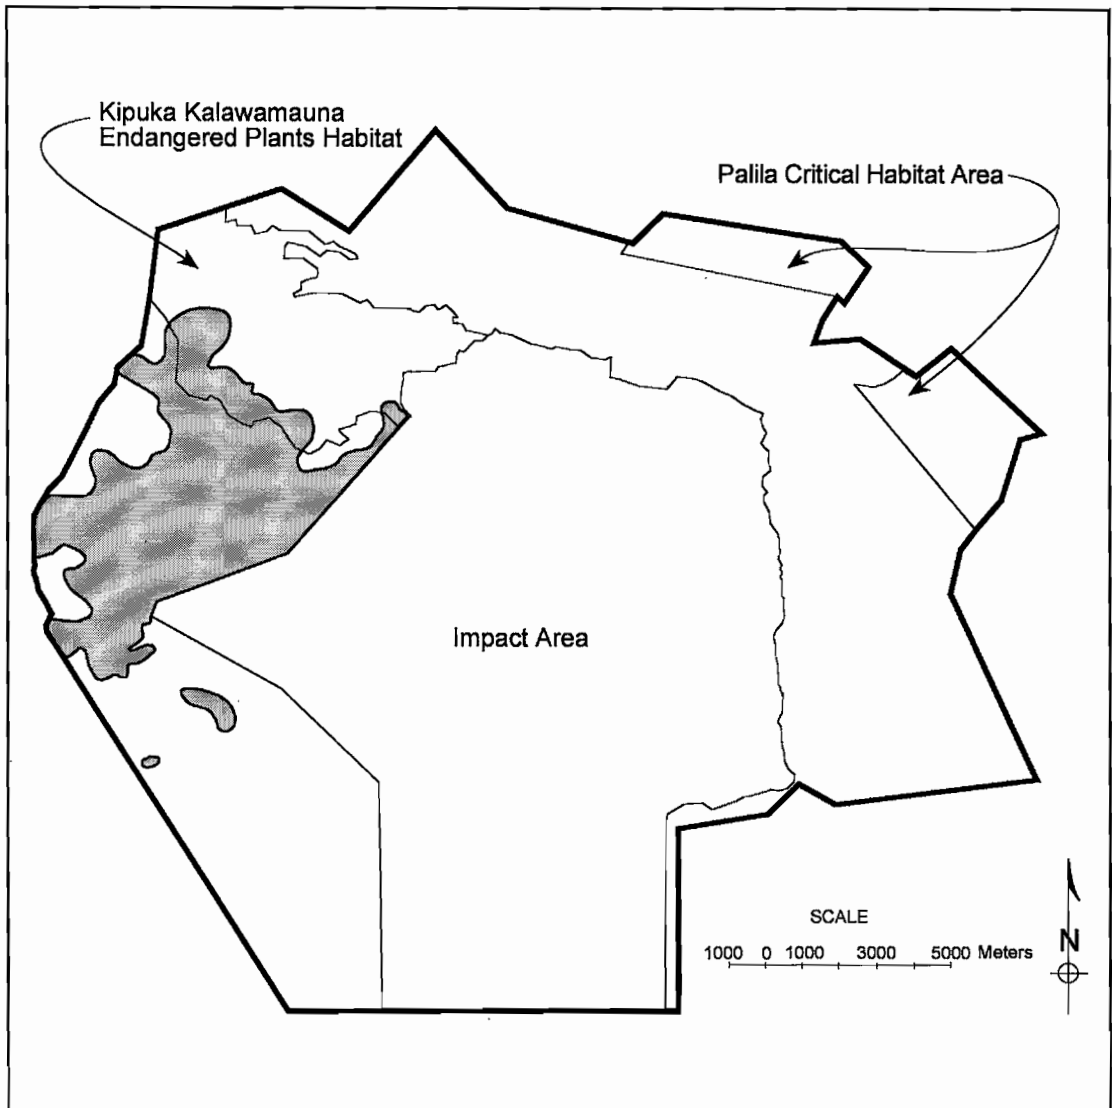 Kipuka Kalawamauna
Endangered Plants Habitat
Palila Critical Habitat Area
Impact Area
SCALE
1000 0 1000 3000 5000 Meters
N